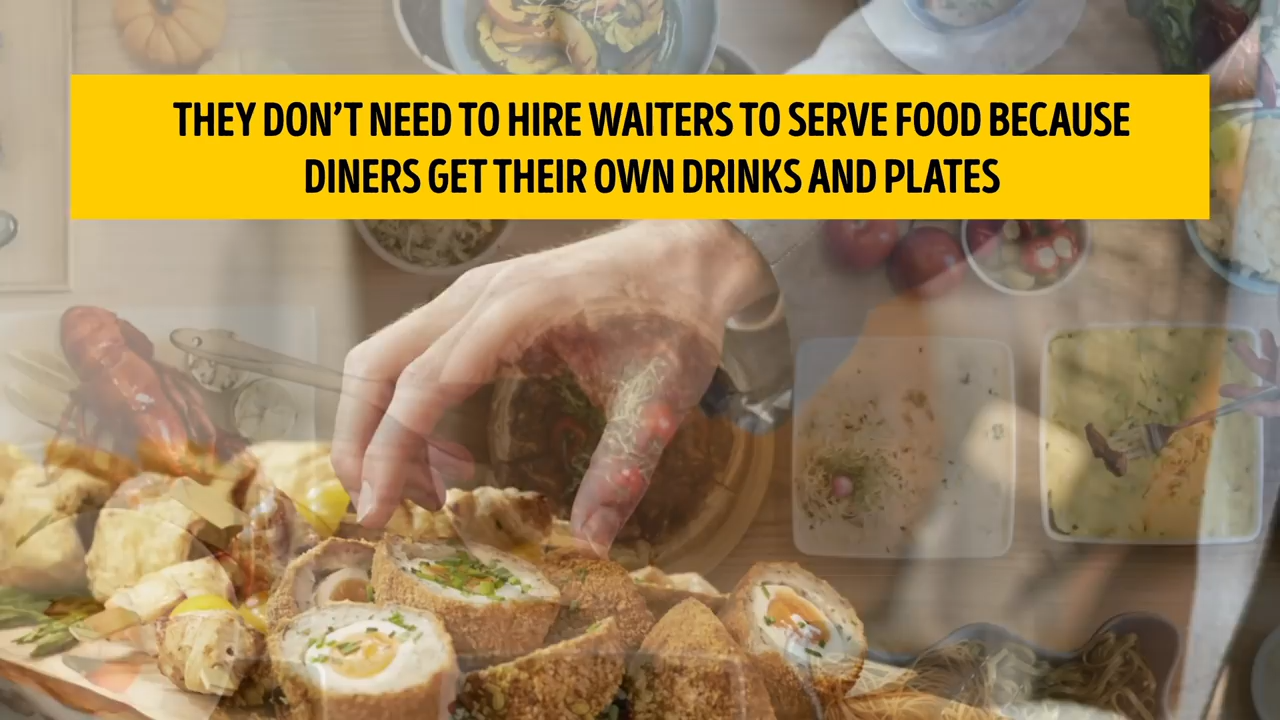 THEY DON’T NEED TO HIRE WAITERS TO SERVE FOOD BECAUSE
DINERS GET THEIR OWN DRINKS AND PLATES